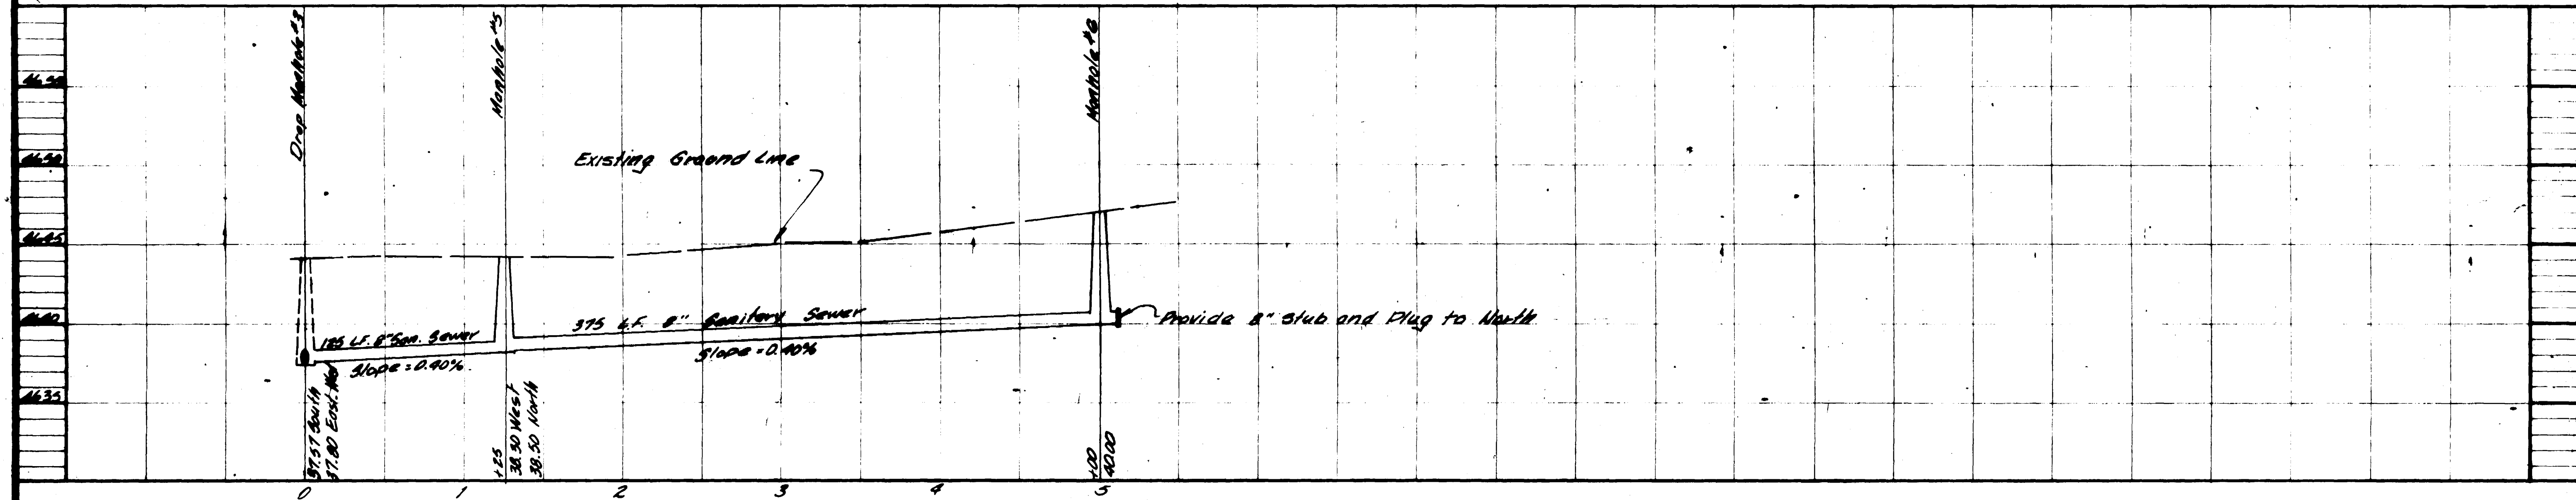 Drop Manhole #3
Manhole #5
Manhole #6
4650
4645
4640
4635
Existing Ground Line
125 L.F. 8" San. Sewer
Slope = 0.40%
375 L.F. 8" Sanitary Sewer
Slope = 0.40%
Provide 8" Stub and Plug to North
37.57 South
37.80 East.
+25
38.30 West
38.50 North
+00
40.00
0 1 2 3 4 5